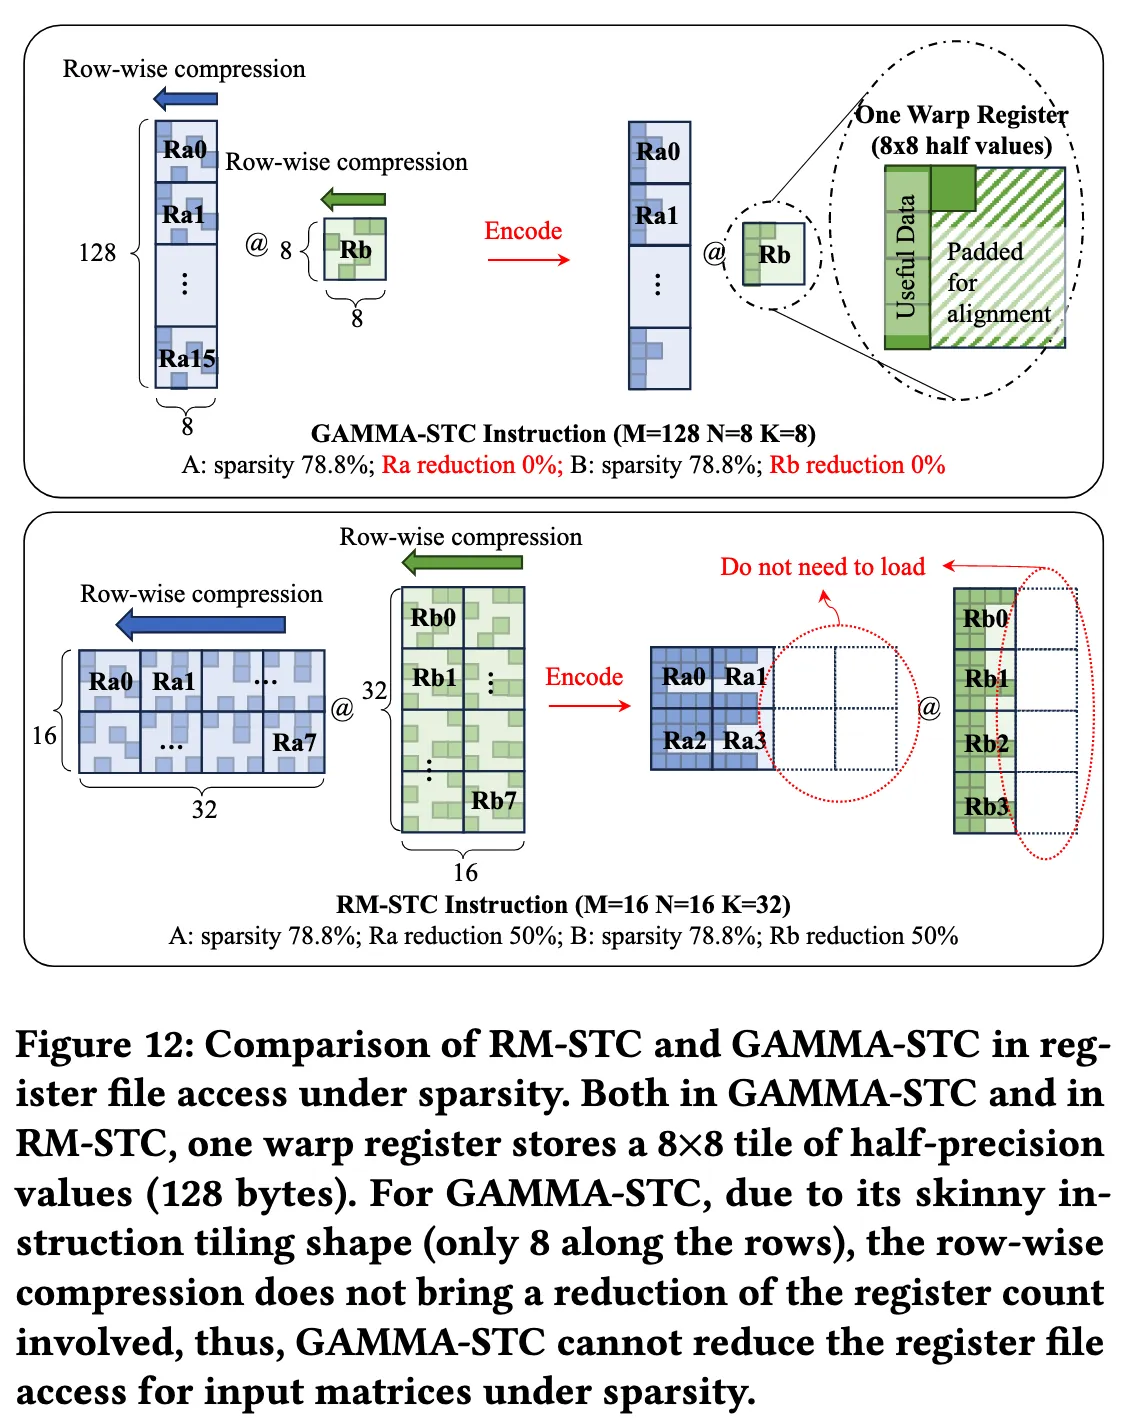 Row-wise compression
Row-wise compression
Ra0
Ra1
⋮
Ra15
128
8
@
8
Rb
8
Encode
Ra0
Ra1
⋮
@
Rb
One Warp Register
(8x8 half values)
Useful Data
Padded
for
alignment
GAMMA-STC Instruction (M=128 N=8 K=8)
A: sparsity 78.8%; Ra reduction 0%; B: sparsity 78.8%; Rb reduction 0%
Row-wise compression
Row-wise compression
16
Ra0
Ra1
...
...
Ra7
32
@
32
Rb0
Rb1
⋮
⋮
Rb7
16
Encode
Do not need to load
Ra0
Ra1
Ra2
Ra3
@
Rb0
Rb1
Rb2
Rb3
RM-STC Instruction (M=16 N=16 K=32)
A: sparsity 78.8%; Ra reduction 50%; B: sparsity 78.8%; Rb reduction 50%
Figure 12: Comparison of RM-STC and GAMMA-STC in reg-
ister file access under sparsity. Both in GAMMA-STC and in
RM-STC, one warp register stores a 8×8 tile of half-precision
values (128 bytes). For GAMMA-STC, due to its skinny in-
struction tiling shape (only 8 along the rows), the row-wise
compression does not bring a reduction of the register count
involved, thus, GAMMA-STC cannot reduce the register file
access for input matrices under sparsity.